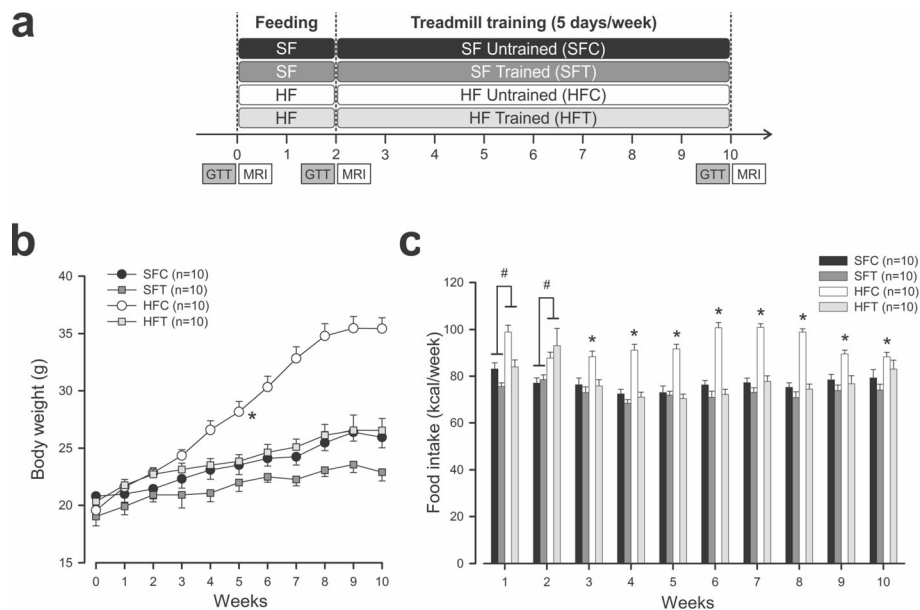 a
Feeding Treadmill training (5 days/week)
SF SF Untrained (SFC)
SF SF Trained (SFT)
HF HF Untrained (HFC)
HF HF Trained (HFT)
0 1 2 3 4 5 6 7 8 9 10
GTT MRI GTT MRI GTT MRI
b
SFC (n=10)
SFT (n=10)
HFC (n=10)
HFT (n=10)
Body weight (g)
40
35
30
25
20
15
*
0 1 2 3 4 5 6 7 8 9 10
Weeks
c
SFC (n=10)
SFT (n=10)
HFC (n=10)
HFT (n=10)
Food intake (kcal/week)
120
100
80
60
40
20
0
# # * * * * * * * *
1 2 3 4 5 6 7 8 9 10
Weeks